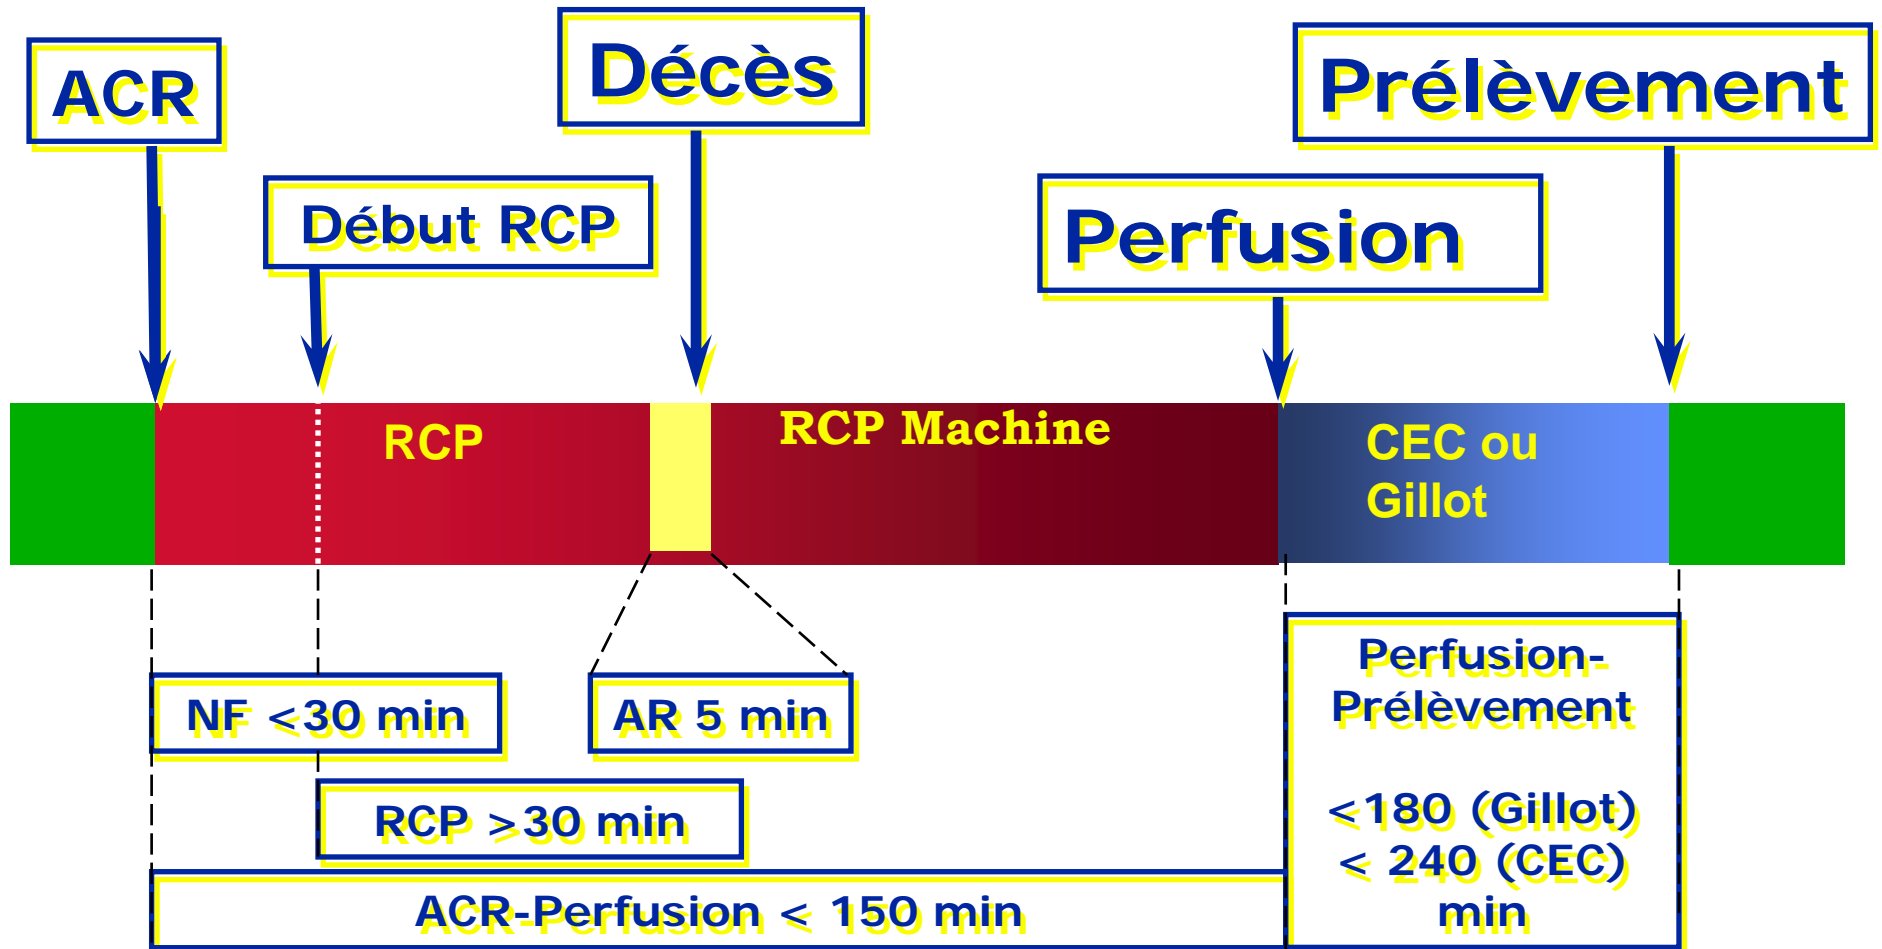 ACR
Décès
Prélèvement
Début RCP
Perfusion
RCP
RCP Machine
CEC ou
Gillot
NF <30 min
AR 5 min
RCP >30 min
ACR-Perfusion < 150 min
Perfusion-
Prélèvement
<180 (Gillot)
< 240 (CEC)
min